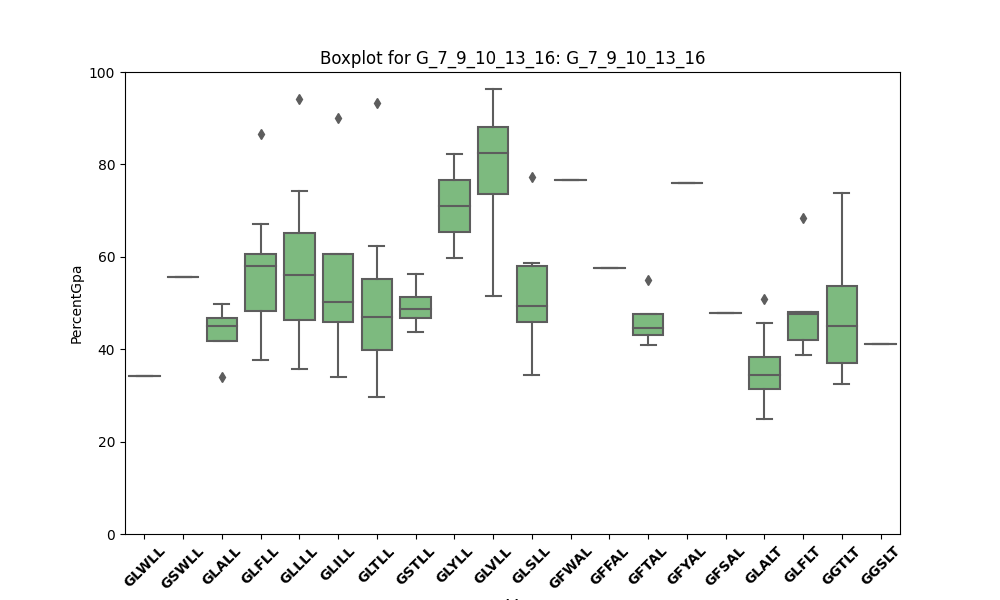 Boxplot for G_7_9_10_13_16: G_7_9_10_13_16
PercentGpa
100
80
60
40
20
0
GLWLL GSWLL GLALL GLFLL GLLLL GLILL GLTLL GSTLL GLYLL GLVLL GLSLL GFWAL GFFAL GFTAL GFYAL GFSAL GLALT GLFLT GGTLT GGSLT